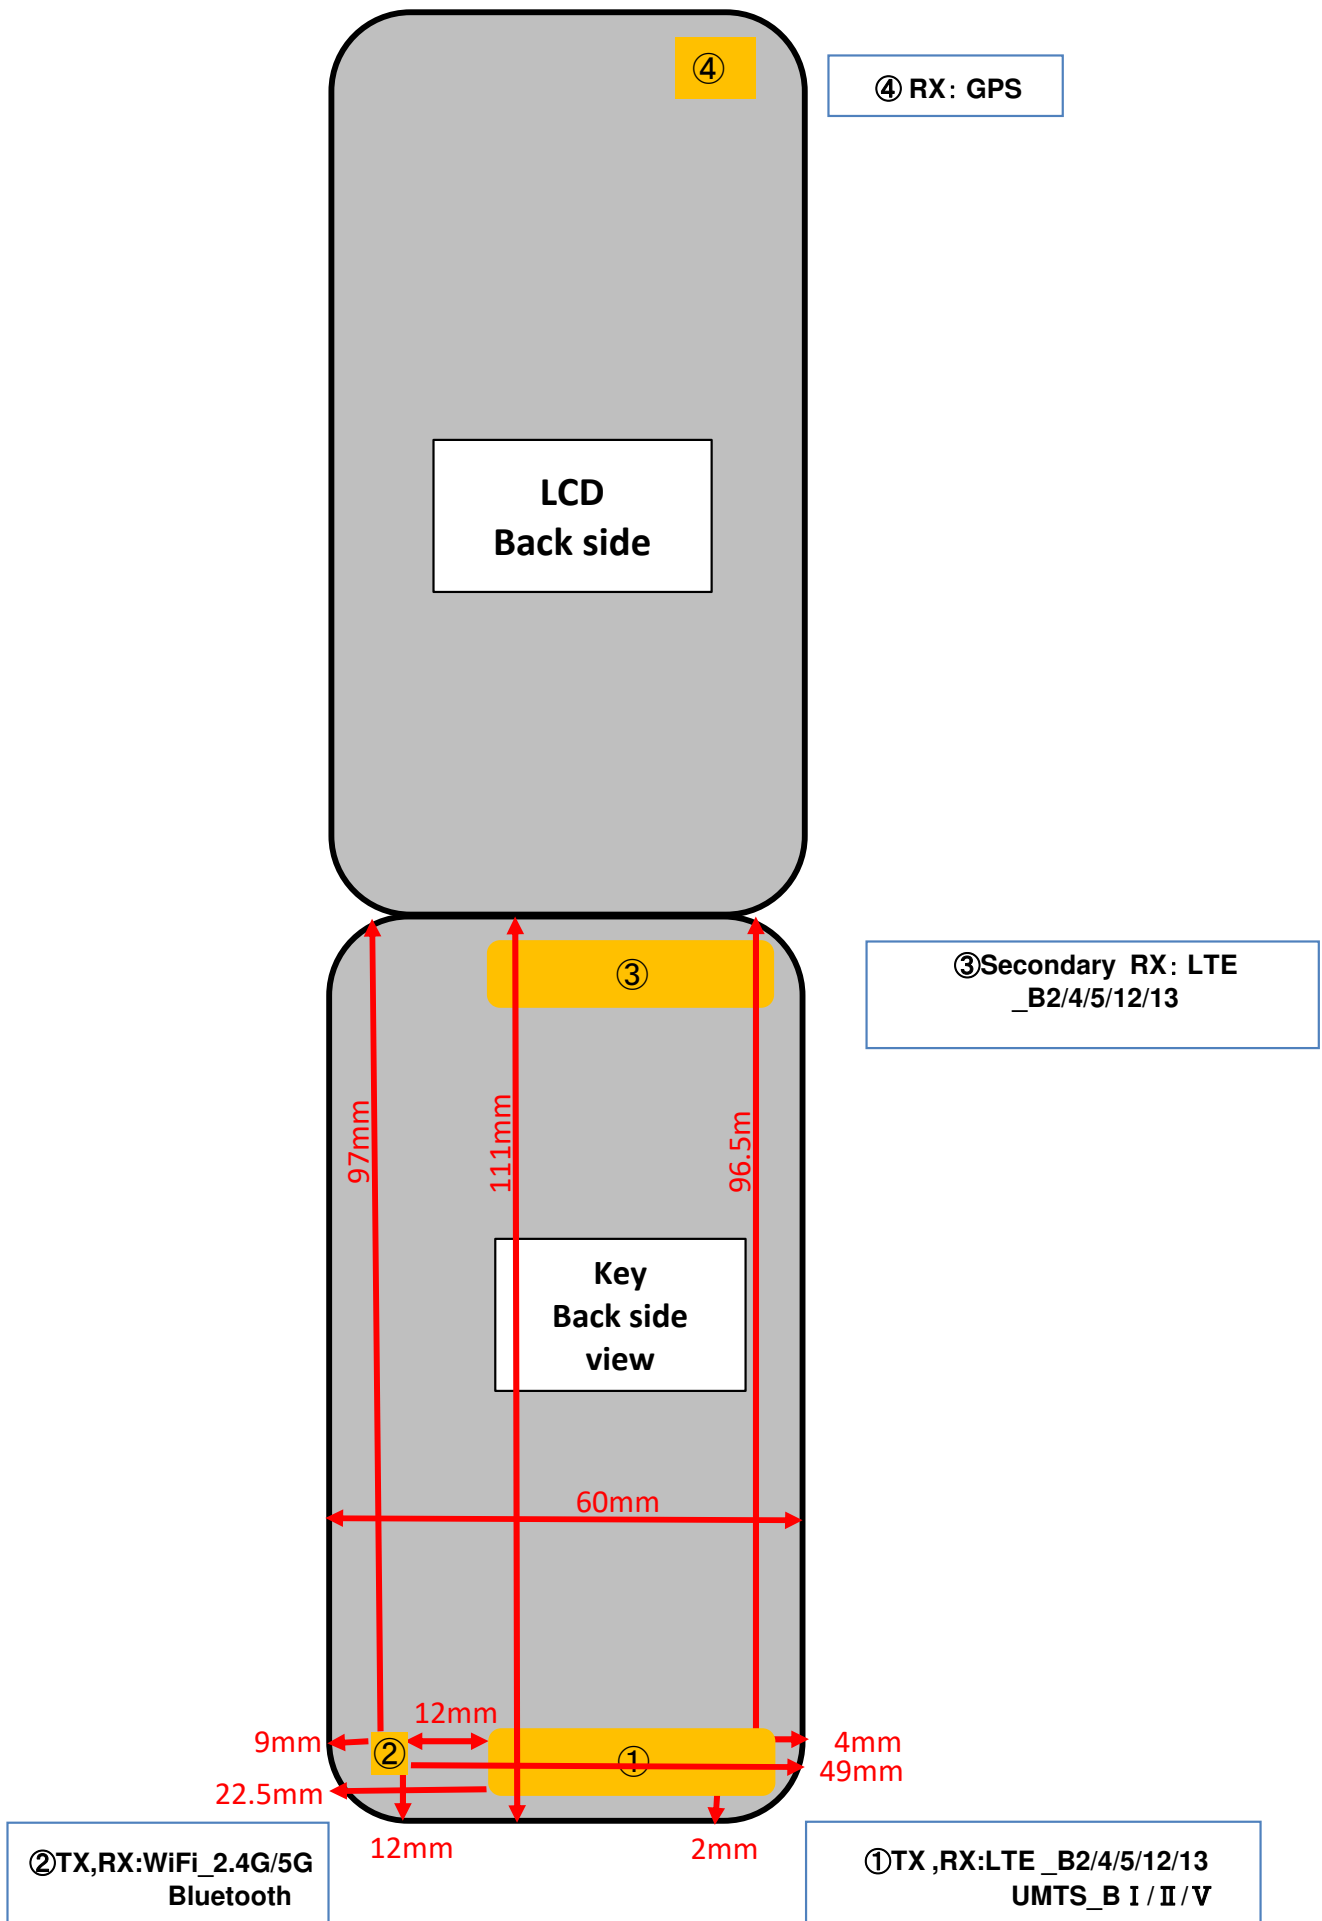 ④
④ RX: GPS
LCD
Back side
③
③Secondary RX: LTE
_B2/4/5/12/13
97mm
111mm
96.5m
Key
Back side
view
60mm
12mm
9mm
②
①
4mm
49mm
22.5mm
12mm
2mm
②TX,RX:WiFi_2.4G/5G
Bluetooth
①TX ,RX:LTE _B2/4/5/12/13
UMTS_B Ⅰ/Ⅱ/Ⅴ